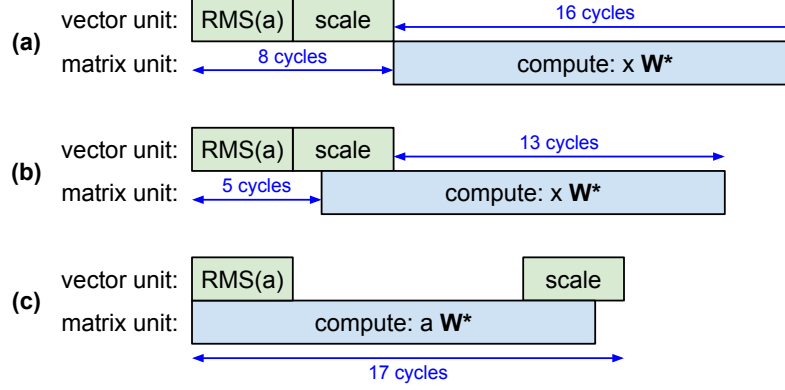 vector unit: RMS(a) scale 16 cycles
(a)
matrix unit: 8 cycles compute: x W*
vector unit: RMS(a) scale 13 cycles
(b)
matrix unit: 5 cycles compute: x W*
vector unit: RMS(a) scale
(c)
matrix unit: compute: a W*
17 cycles